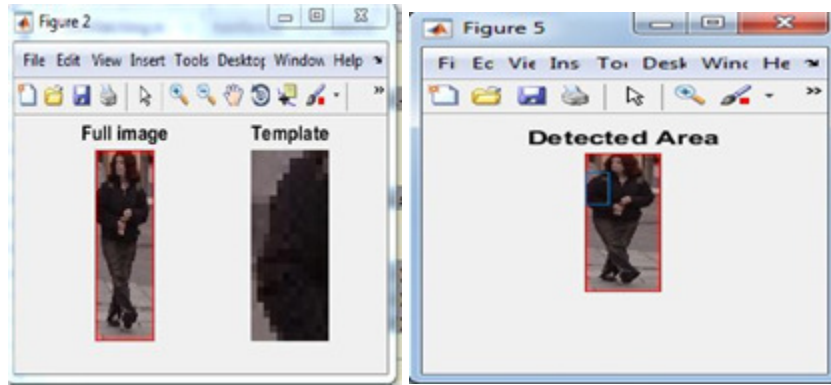 Figure 2
File Edit View Insert Tools Desktop Window Help
Full image Template
Figure 5
Fi Ec Vie Ins To Desk Winc He
Detected Area